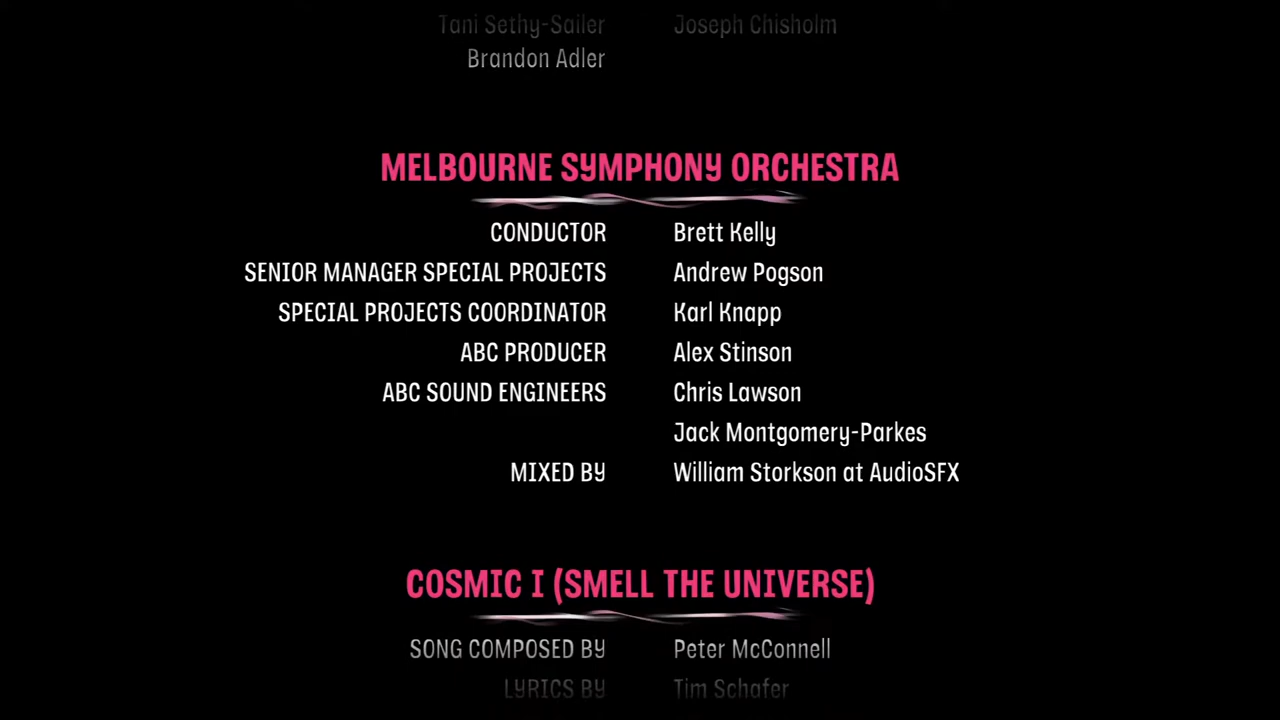 Tani Sethy-Sailer Joseph Chisholm
Brandon Adler
MELBOURNE SYMPHONY ORCHESTRA
CONDUCTOR Brett Kelly
SENIOR MANAGER SPECIAL PROJECTS Andrew Pogson
SPECIAL PROJECTS COORDINATOR Karl Knapp
ABC PRODUCER Alex Stinson
ABC SOUND ENGINEERS Chris Lawson
Jack Montgomery-Parkes
MIXED BY William Storkson at AudioSFX
COSMIC I (SMELL THE UNIVERSE)
SONG COMPOSED BY Peter McConnell
LYRICS BY Tim Schafer